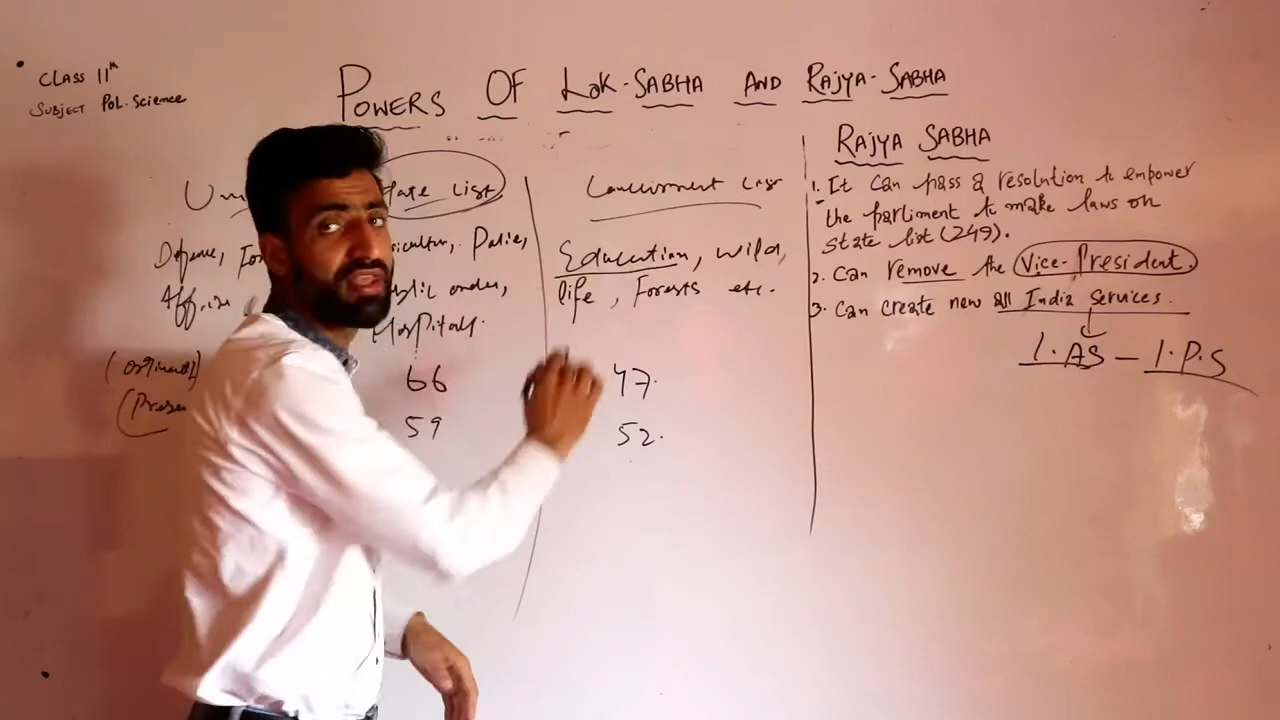 CLASS 11th
SUBJECT POL. SCIENCE
POWERS OF LOK-SABHA AND RAJYA-SABHA
State List
Concurrent List
Defence,
Police,
Public order,
Hospitals.
66
59
Education, wild,
life, Forests etc.
47.
52.
RAJYA SABHA
1. It can pass a resolution to empower
the parliment to make laws on
state list (249).
2. Can remove the Vice-President.
3. Can create new all India services.
I.AS - I.P.S